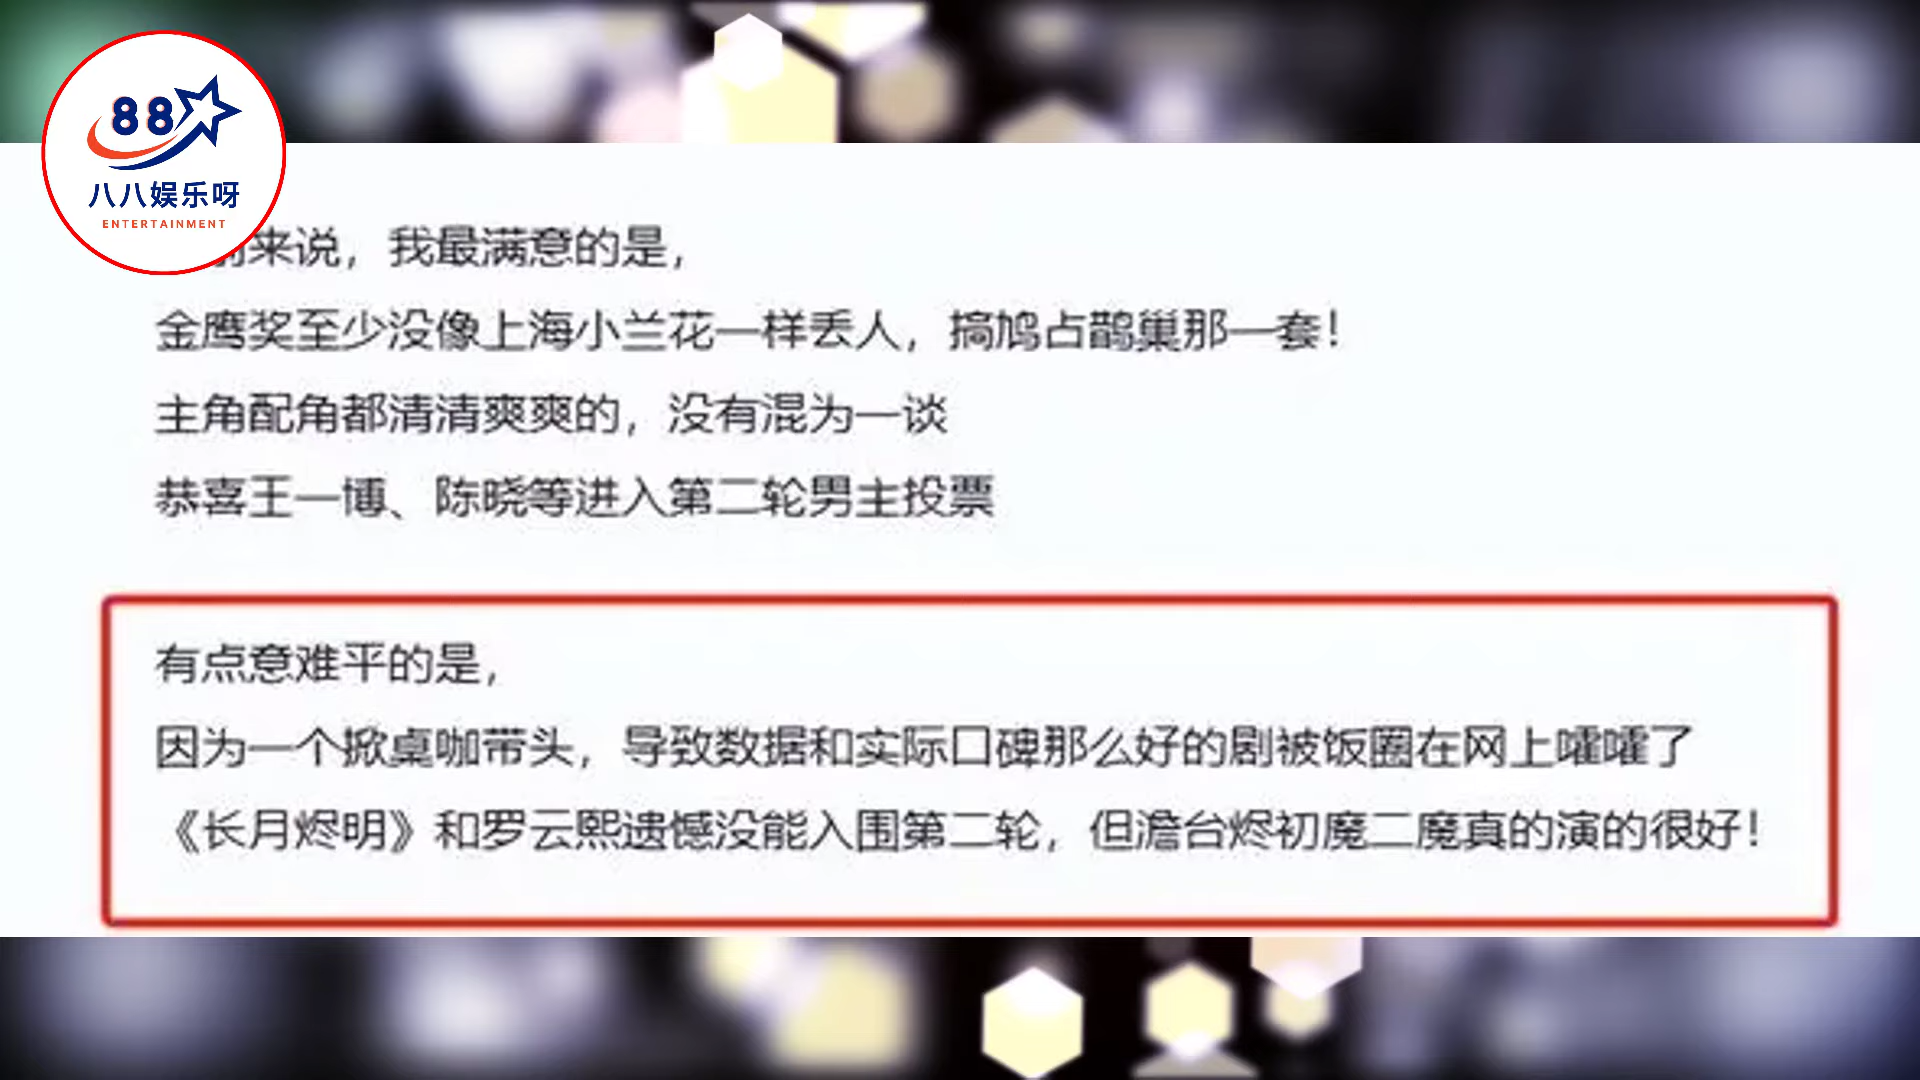 88
八八娱乐呀
ENTERTAINMENT
前来说，我最满意的是，
金鹰奖至少没像上海小兰花一样丢人，搞鸠占鹊巢那一套！
主角配角都清清爽爽的，没有混为一谈
恭喜王一博、陈晓等进入第二轮男主投票
有点意难平的是，
因为一个掀桌咖带头，导致数据和实际口碑那么好的剧被饭圈在网上嚯嚯了
《长月烬明》和罗云熙遗憾没能入围第二轮，但澹台烬初魔二魔真的演的很好！